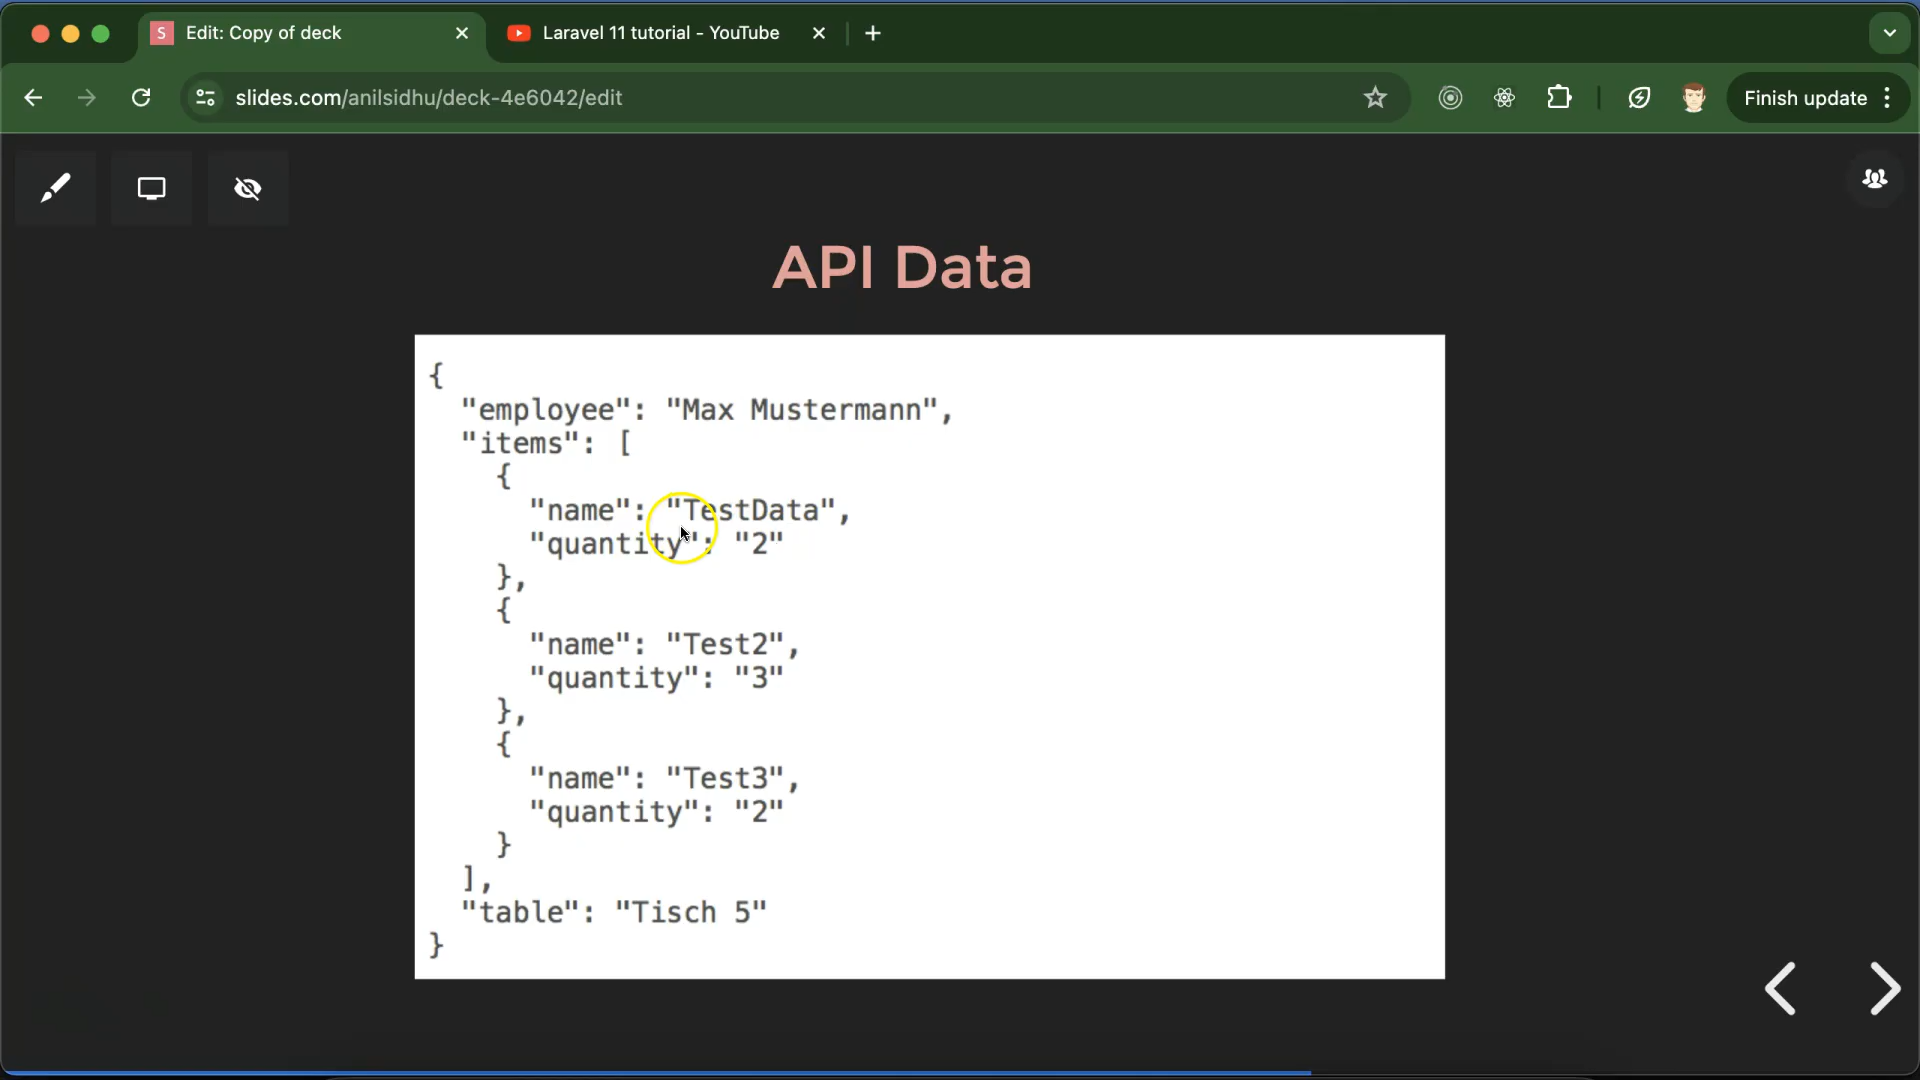 Edit: Copy of deck
Laravel 11 tutorial - YouTube
slides.com/anilsidhu/deck-4e6042/edit
Finish update
API Data
{
"employee": "Max Mustermann",
"items": [
{
"name": "TestData",
"quantity": "2"
},
{
"name": "Test2",
"quantity": "3"
},
{
"name": "Test3",
"quantity": "2"
}
],
"table": "Tisch 5"
}